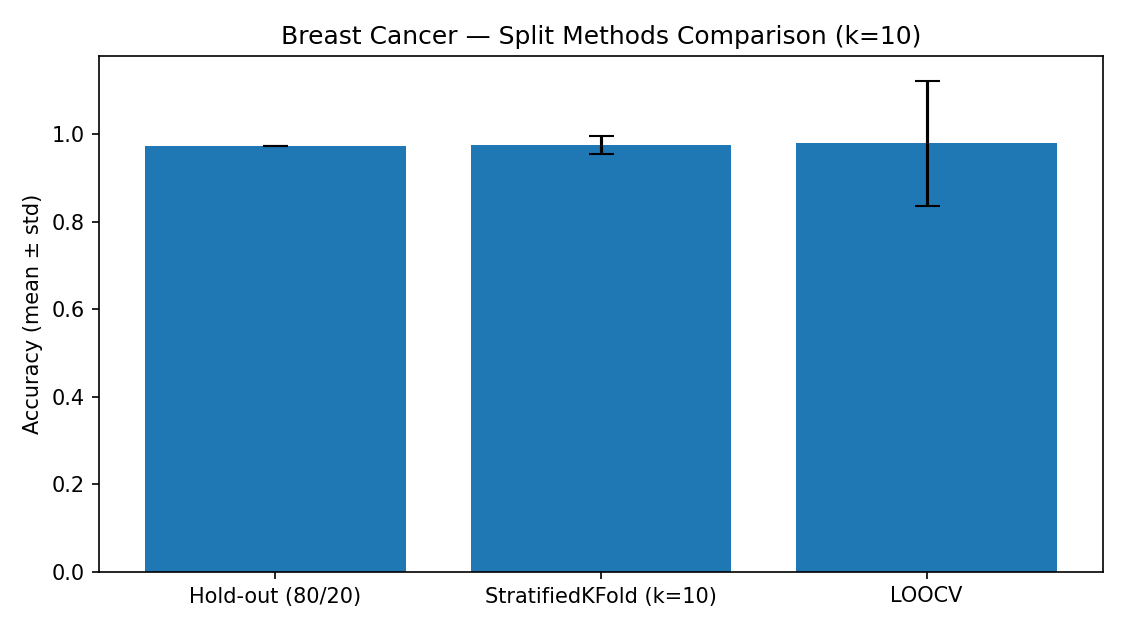 Breast Cancer — Split Methods Comparison (k=10)
Accuracy (mean ± std)
1.0
0.8
0.6
0.4
0.2
0.0
Hold-out (80/20)
StratifiedKFold (k=10)
LOOCV